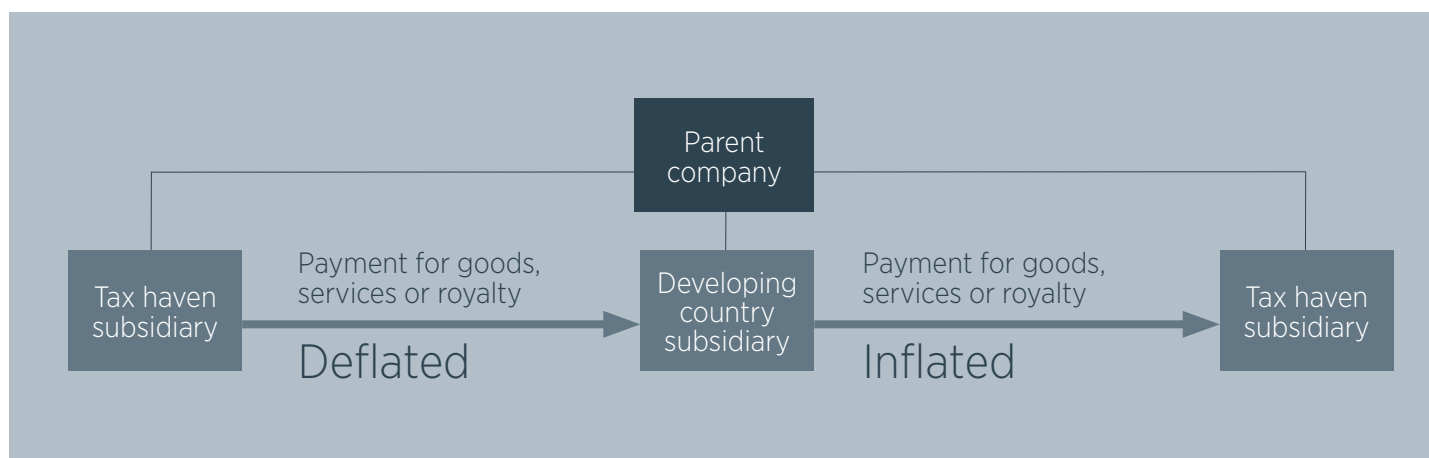 Parent
company
Tax haven
subsidiary
Payment for goods,
services or royalty
Deflated
Developing
country
subsidiary
Payment for goods,
services or royalty
Inflated
Tax haven
subsidiary